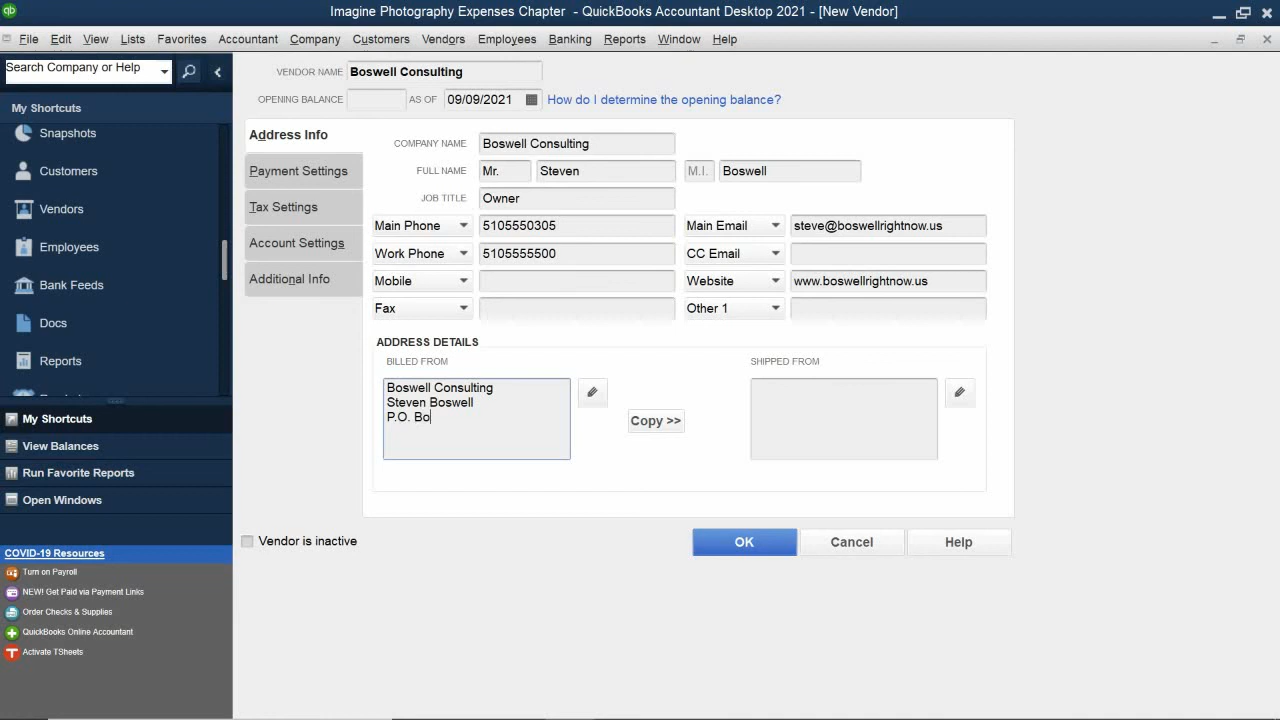 Imagine Photography Expenses Chapter - QuickBooks Accountant Desktop 2021 - [New Vendor]
File Edit View Lists Favorites Accountant Company Customers Vendors Employees Banking Reports Window Help
Search Company or Help
My Shortcuts
Snapshots
Customers
Vendors
Employees
Bank Feeds
Docs
Reports
My Shortcuts
View Balances
Run Favorite Reports
Open Windows
COVID-19 Resources
Turn on Payroll
NEW! Get Paid via Payment Links
Order Checks & Supplies
QuickBooks Online Accountant
Activate TSheets
VENDOR NAME Boswell Consulting
OPENING BALANCE AS OF 09/09/2021 How do I determine the opening balance?
Address Info
Payment Settings
Tax Settings
Account Settings
Additional Info
COMPANY NAME Boswell Consulting
FULL NAME Mr. Steven M.I. Boswell
JOB TITLE Owner
Main Phone 5105550305 Main Email steve@boswellrightnow.us
Work Phone 5105555500 CC Email
Mobile Website www.boswellrightnow.us
Fax Other 1
ADDRESS DETAILS
BILLED FROM SHIPPED FROM
Boswell Consulting
Steven Boswell
P.O. Bo
Copy >>
Vendor is inactive
OK Cancel Help